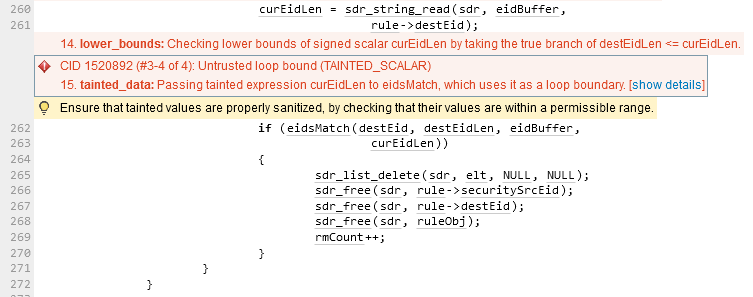 260 curEidLen = sdr_string_read(sdr, eidBuffer,
261 rule->destEid);
14. lower_bounds: Checking lower bounds of signed scalar curEidLen by taking the true branch of destEidLen <= curEidLen.
CID 1520892 (#3-4 of 4): Untrusted loop bound (TAINTED_SCALAR)
15. tainted_data: Passing tainted expression curEidLen to eidsMatch, which uses it as a loop boundary. [show details]
Ensure that tainted values are properly sanitized, by checking that their values are within a permissible range.
262 if (eidsMatch(destEid, destEidLen, eidBuffer,
263 curEidLen))
264 {
265 sdr_list_delete(sdr, elt, NULL, NULL);
266 sdr_free(sdr, rule->securitySrcEid);
267 sdr_free(sdr, rule->destEid);
268 sdr_free(sdr, ruleObj);
269 rmCount++;
270 }
271 }
272 }